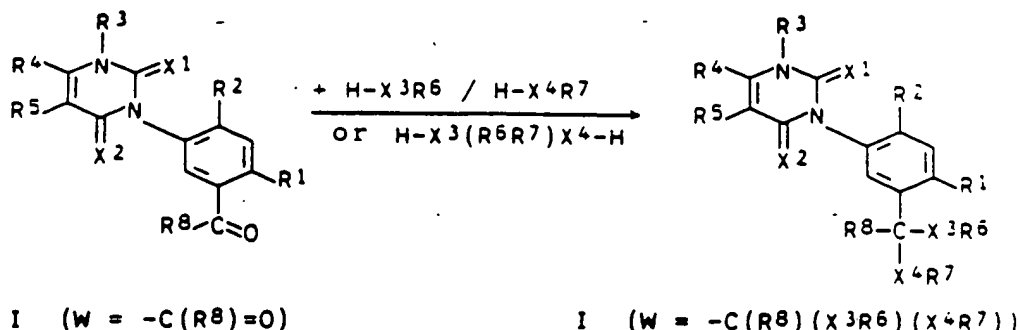 R3
R4 N X1
R5 N R2
X2
R1
R8 C O
+ H-X3R6 / H-X4R7
or H-X3(R6R7)X4-H
R3
R4 N X1
R5 N R2
X2
R1
R8-C-X3R6
X4R7
I (W = -C(R8)=O)
I (W = -C(R8)(X3R6)(X4R7))